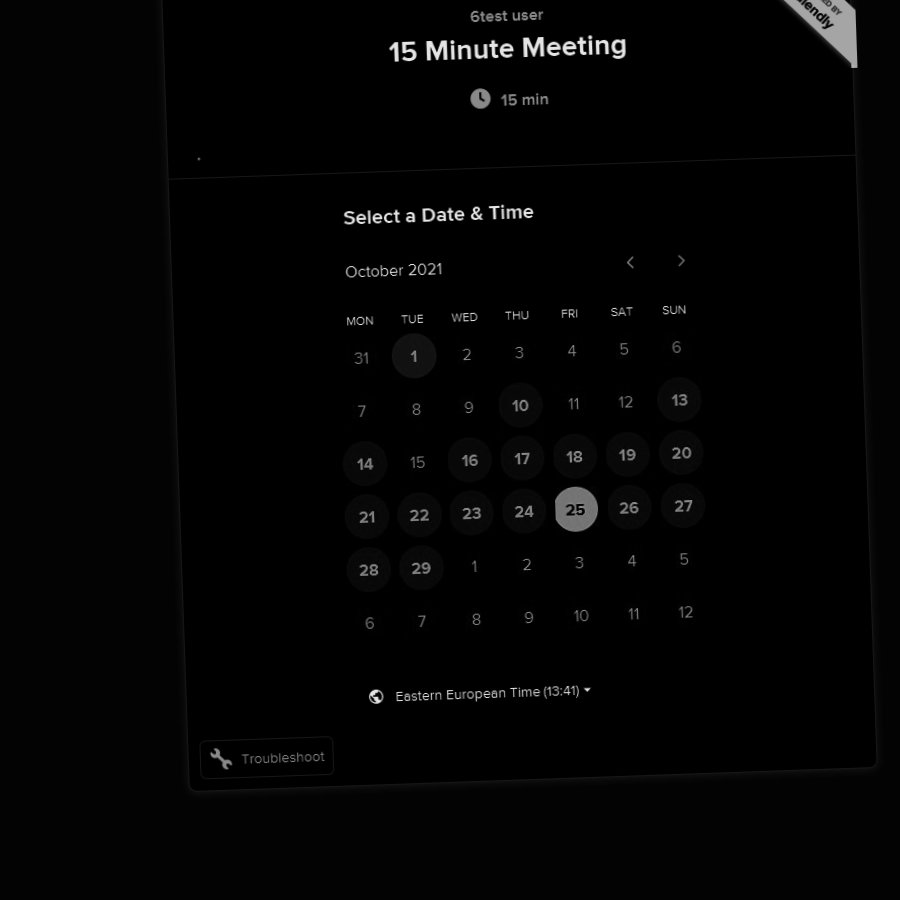 6test user
15 Minute Meeting
15 min
Select a Date & Time
October 2021
MON TUE WED THU FRI SAT SUN
31 1 2 3 4 5 6
7 8 9 10 11 12 13
14 15 16 17 18 19 20
21 22 23 24 25 26 27
28 29 1 2 3 4 5
6 7 8 9 10 11 12
Eastern European Time (13:41)
Troubleshoot